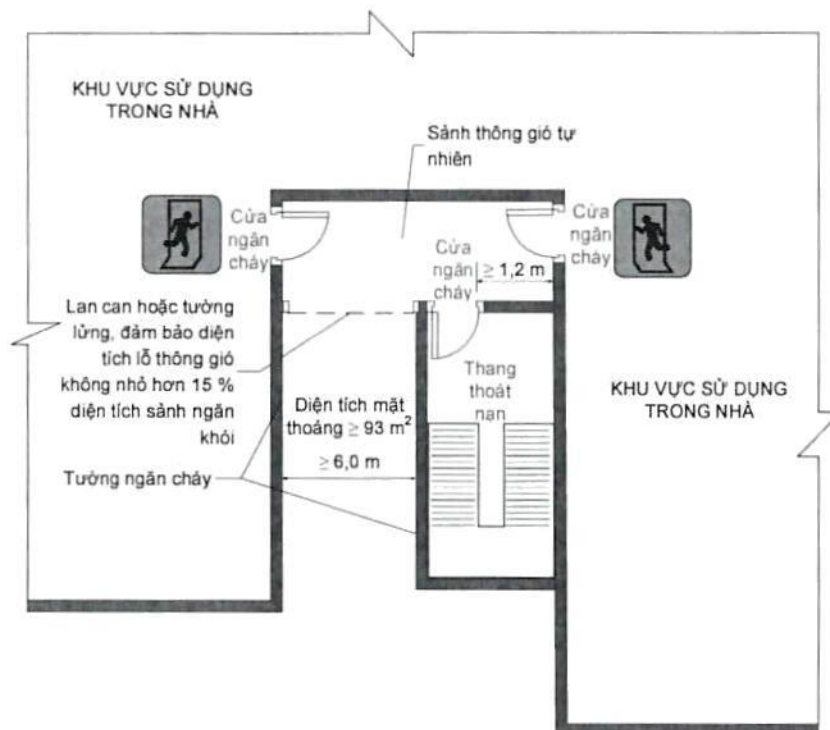 KHU VỰC SỬ DỤNG
TRONG NHÀ
Sảnh thông gió tự
nhiên
Cửa
ngăn
cháy
Cửa
ngăn
cháy
Cửa
ngăn
cháy
≥ 1,2 m
Lan can hoặc tường
lửng, đảm bảo diện
tích lỗ thông gió
không nhỏ hơn 15 %
diện tích sảnh ngăn
khói
Thang
thoát
nạn
KHU VỰC SỬ DỤNG
TRONG NHÀ
Diện tích mặt
thoáng ≥ 93 m²
≥ 6,0 m
Tường ngăn cháy